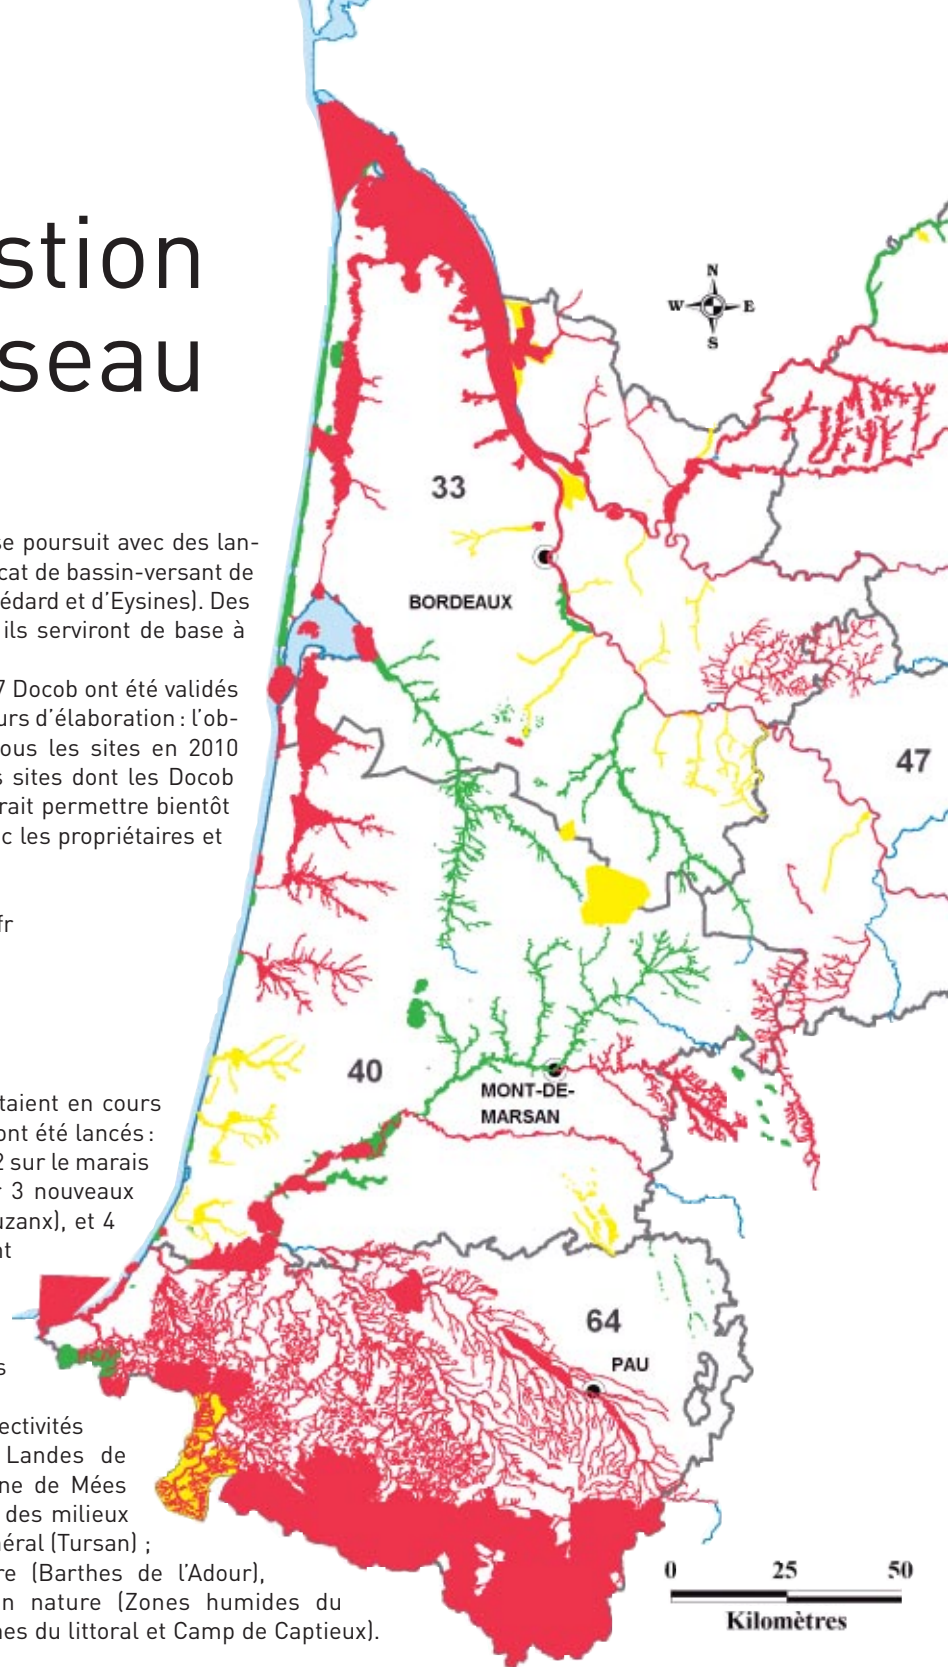 stion
seau
N
W E
S
33
BORDEAUX
47
40
MONT-DE-
MARSAN
64
PAU
0 25 50
Kilomètres
se poursuit avec des lan-
cat de bassin-versant de
édard et d'Eysines). Des
ils serviront de base à
7 Docob ont été validés
urs d'élaboration : l'ob-
ous les sites en 2010
s sites dont les Docob
rait permettre bientôt
c les propriétaires et
fr
taient en cours
ont été lancés :
2 sur le marais
r 3 nouveaux
uzanx), et 4
nt
s
ectivités
Landes de
ne de Mées
des milieux
éral (Tursan) ;
re (Barthes de l'Adour),
n nature (Zones humides du
nes du littoral et Camp de Captieux).